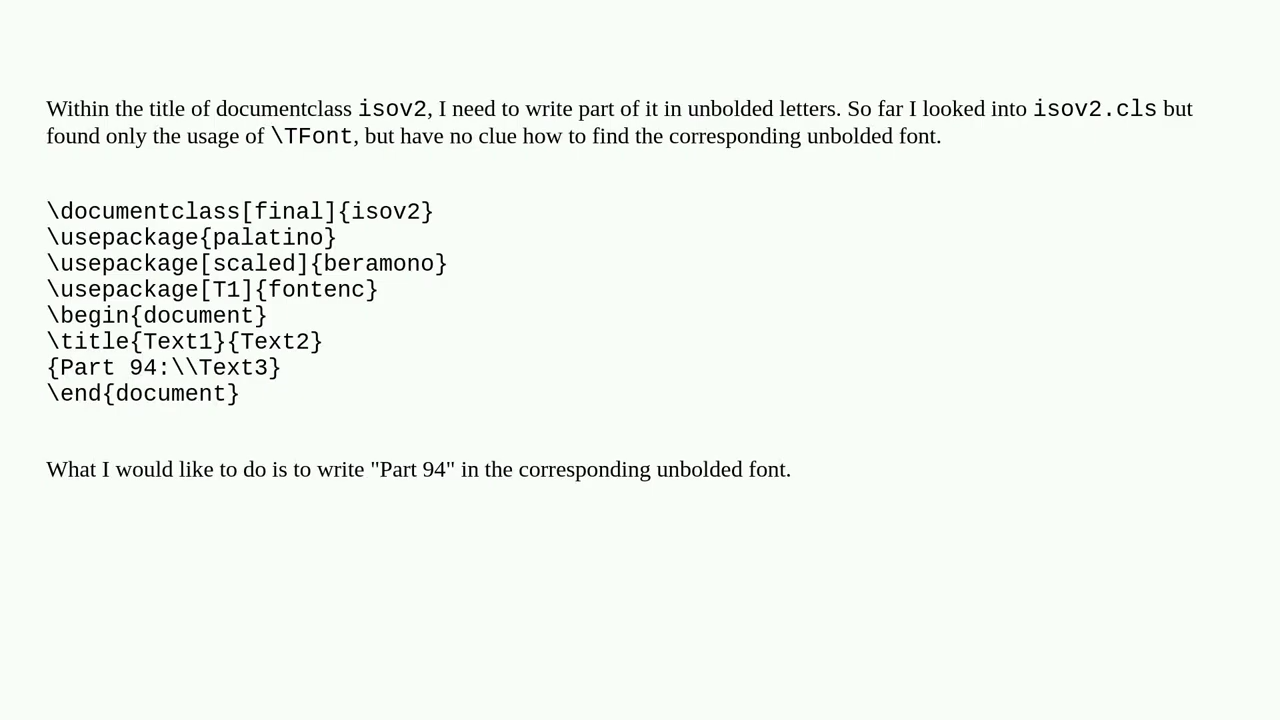 Within the title of documentclass isov2, I need to write part of it in unbolded letters. So far I looked into isov2.cls but
found only the usage of \TFont, but have no clue how to find the corresponding unbolded font.
\documentclass[final]{isov2}
\usepackage{palatino}
\usepackage[scaled]{beramono}
\usepackage[T1]{fontenc}
\begin{document}
\title{Text1}{Text2}
{Part 94:\\Text3}
\end{document}
What I would like to do is to write "Part 94" in the corresponding unbolded font.